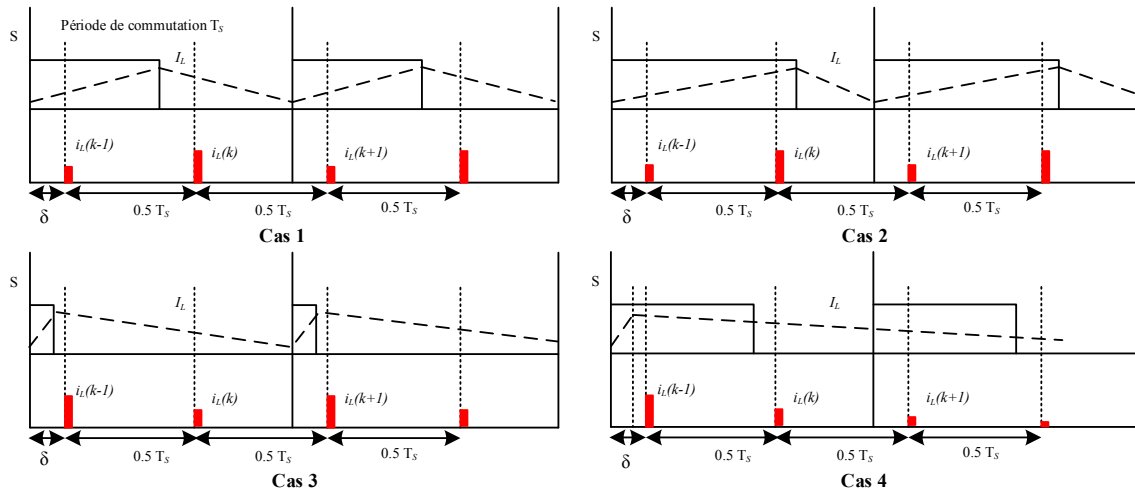 Période de commutation T_S
S
I_L
i_L(k-1)
i_L(k)
i_L(k+1)
δ
0.5 T_S
0.5 T_S
0.5 T_S
Cas 1
S
I_L
i_L(k-1)
i_L(k)
i_L(k+1)
δ
0.5 T_S
0.5 T_S
0.5 T_S
Cas 2
S
I_L
i_L(k-1)
i_L(k)
i_L(k+1)
δ
0.5 T_S
0.5 T_S
0.5 T_S
Cas 3
S
I_L
i_L(k-1)
i_L(k)
i_L(k+1)
δ
0.5 T_S
0.5 T_S
0.5 T_S
Cas 4